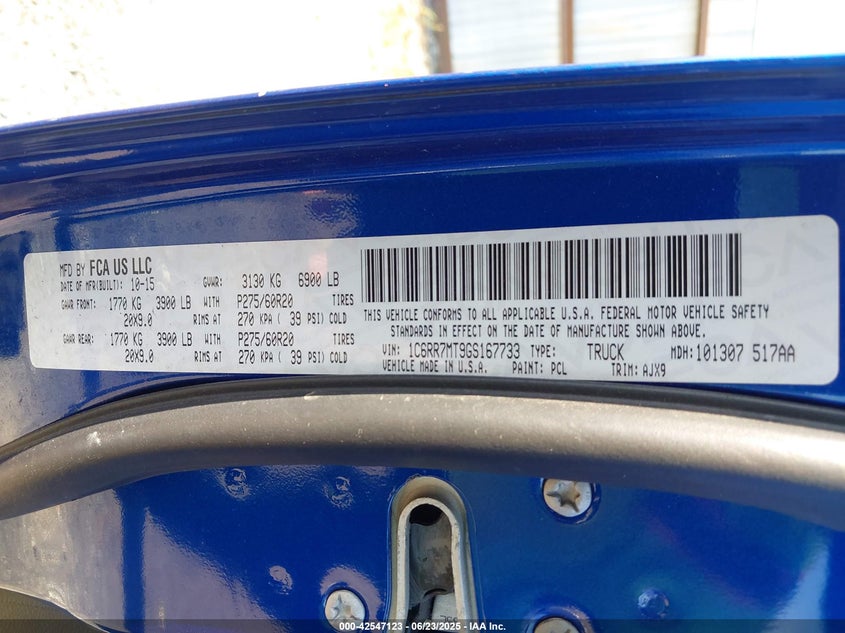 MFD BY FCA US LLC
DATE OF MFR(BUILT): 10-15 GVWR: 3130 KG 6900 LB
GAWR FRONT: 1770 KG 3900 LB WITH P275/60R20 TIRES
20X9.0 RIMS AT 270 KPA ( 39 PSI) COLD
GAWR REAR: 1770 KG 3900 LB WITH P275/60R20 TIRES
20X9.0 RIMS AT 270 KPA ( 39 PSI) COLD
THIS VEHICLE CONFORMS TO ALL APPLICABLE U.S.A. FEDERAL MOTOR VEHICLE SAFETY
STANDARDS IN EFFECT ON THE DATE OF MANUFACTURE SHOWN ABOVE.
VIN: 1C6RR7MT9GS167733 TYPE: TRUCK MDH:101307 517AA
VEHICLE MADE IN U.S.A. PAINT: PCL TRIM: AJX9
000-42547123 - 06/23/2025 - IAA Inc.